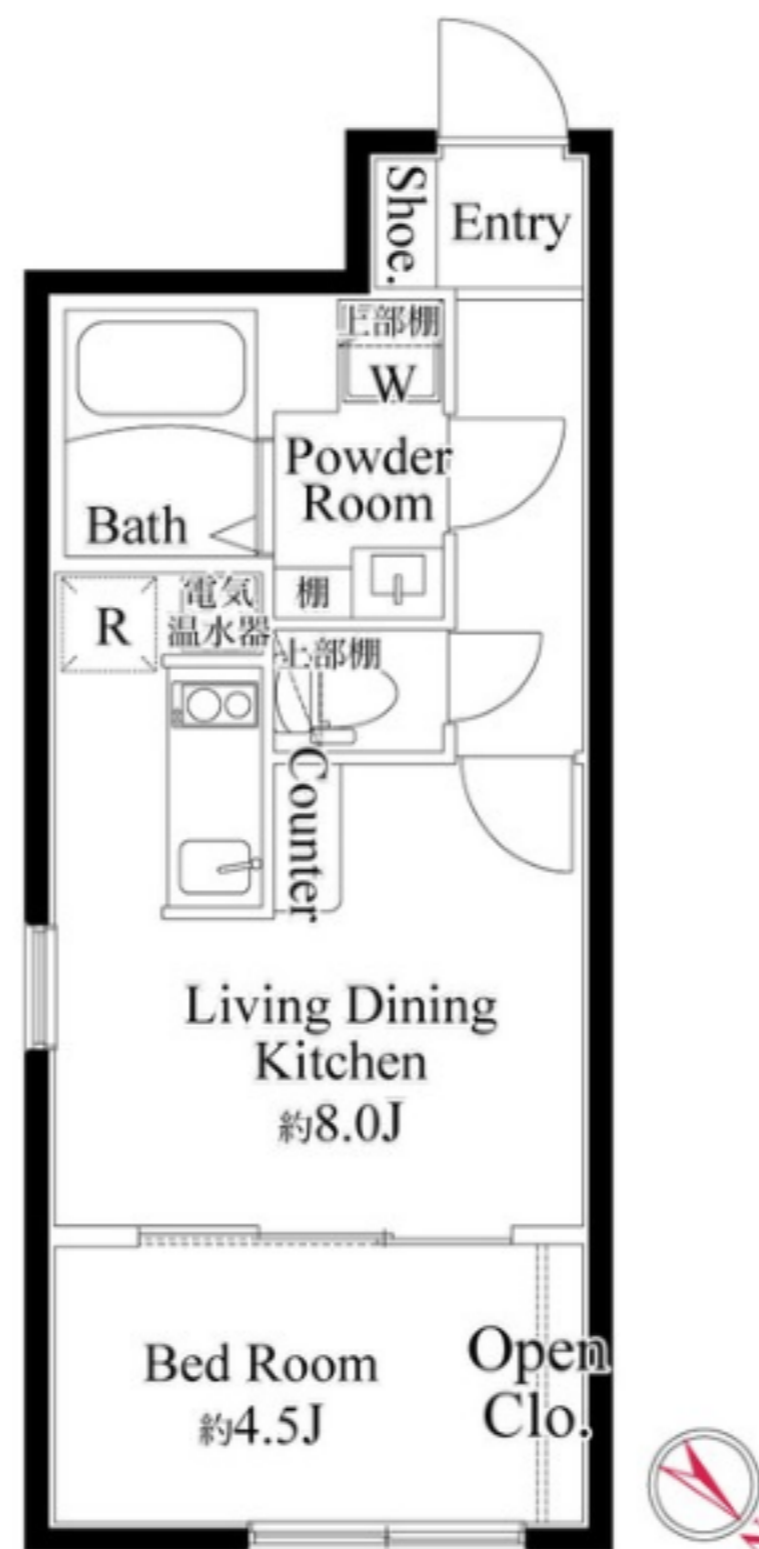 Shoe.
Entry
上部棚
W
Powder
Room
Bath
棚
R
電気
温水器
上部棚
Counter
Living Dining
Kitchen
約8.0J
Bed Room
約4.5J
Open
Clo.